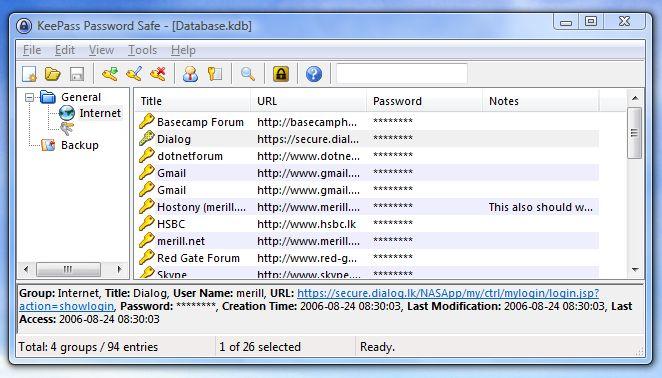 KeePass Password Safe - [Database.kdb]
File Edit View Tools Help
General
Internet
Backup
Title URL Password Notes
Basecamp Forum http://basecamph... ********
Dialog https://secure.dial... ********
dotnetforum http://www.dotne... ********
Gmail http://www.gmail.... ********
Gmail http://www.gmail.... ********
Hostony (merill.... http://www.merill.... ******** This also should w...
HSBC http://www.hsbc.lk ********
merill.net http://www.merill.... ********
Red Gate Forum http://www.red-g... ********
Skype http://www.skype.... ********
Group: Internet, Title: Dialog, User Name: merill, URL: https://secure.dialog.lk/NASApp/my/ctrl/mylogin/login.jsp?
action=showlogin, Password: ********, Creation Time: 2006-08-24 08:30:03, Last Modification: 2006-08-24 08:30:03, Last
Access: 2006-08-24 08:30:03
Total: 4 groups / 94 entries 1 of 26 selected Ready.